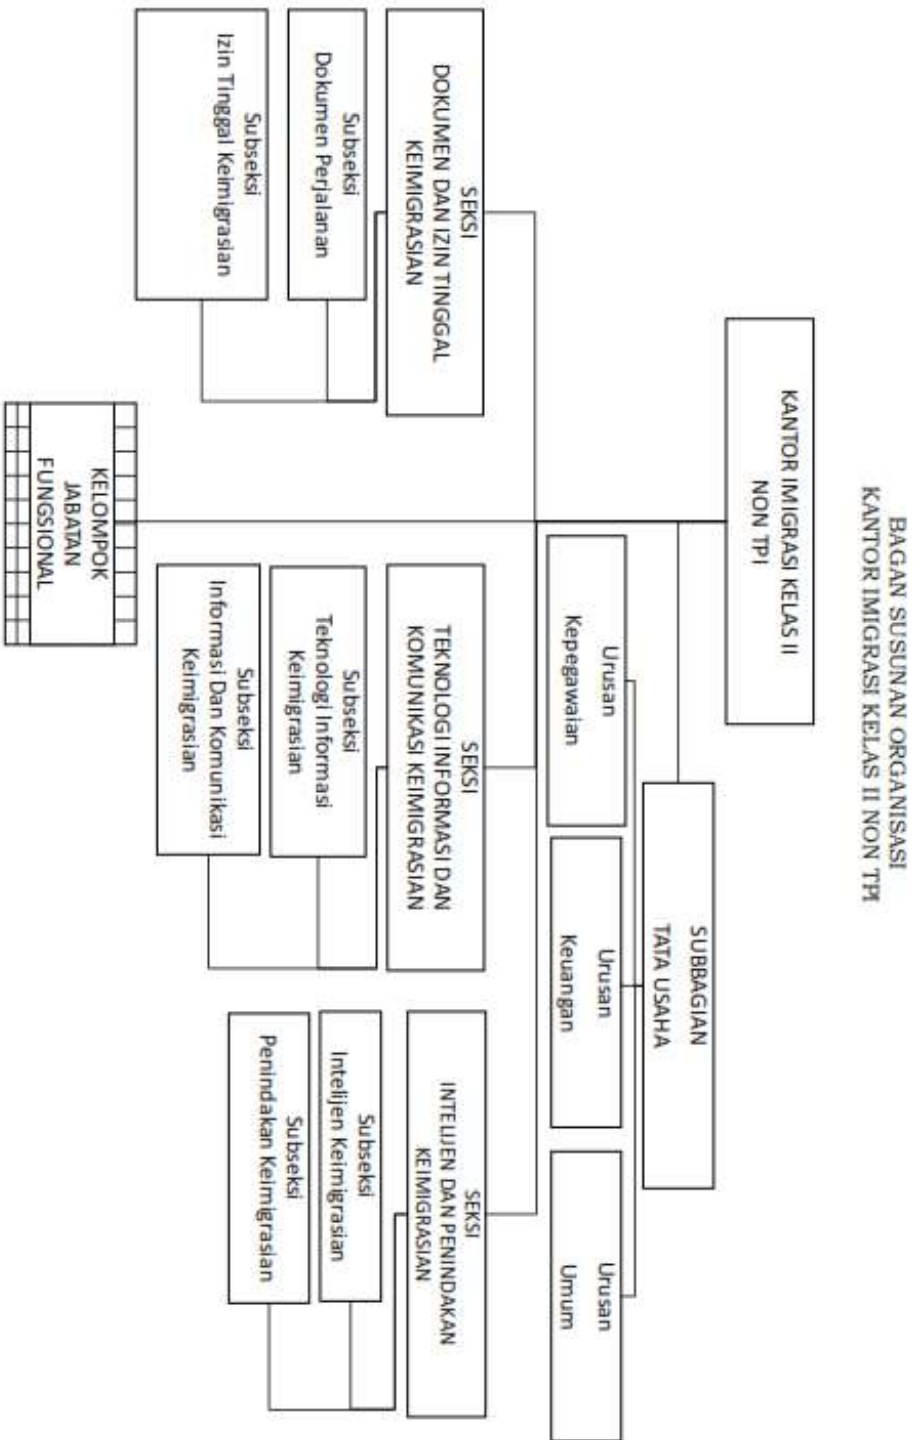 BAGAN SUSUNAN ORGANISASI
KANTOR IMIGRASI KELAS II NON TPI
KANTOR IMIGRASI KELAS II
NON TPI
SUBBAGIAN
TATA USAHA
Urusan
Kepegawaian
Urusan
Keuangan
Urusan
Umum
SEKSI
DOKUMEN DAN IZIN TINGGAL
KEIMIGRASIAN
Subseksi
Dokumen Perjalanan
Subseksi
Izin Tinggal Keimigrasian
SEKSI
TEKNOLOGI INFORMASI DAN
KOMUNIKASI KEIMIGRASIAN
Subseksi
Teknologi Informasi
Keimigrasian
Subseksi
Informasi Dan Komunikasi
Keimigrasian
SEKSI
INTELIJEN DAN PENINDAKAN
KEIMIGRASIAN
Subseksi
Intelijen Keimigrasian
Subseksi
Penindakan Keimigrasian
KELOMPOK
JABATAN
FUNGSIONAL